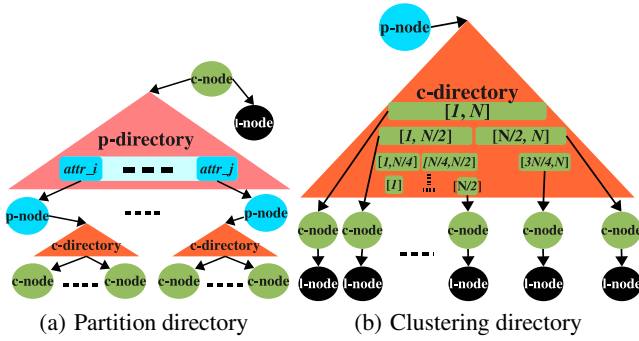 c-node
l-node
p-directory
attr_i
attr_j
p-node
p-node
c-directory
c-directory
c-node
c-node
c-node
c-node
(a) Partition directory
p-node
c-directory
[1, N]
[1, N/2]
[N/2, N]
[1,N/4]
[N/4,N/2]
[3N/4,N]
[1]
[N/2]
c-node
c-node
c-node
c-node
c-node
l-node
l-node
l-node
l-node
l-node
(b) Clustering directory